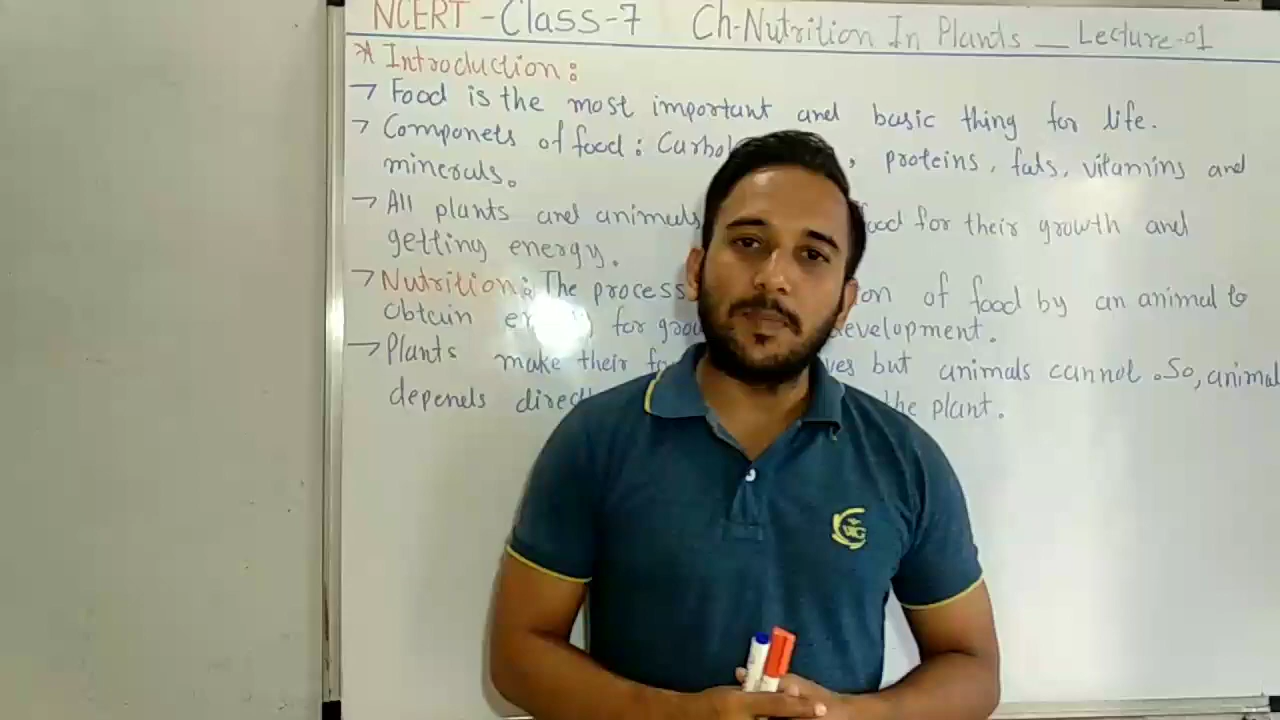 NCERT - Class-7 Ch-Nutrition In Plants _ Lecture-01
* Introduction:
→ Food is the most important and basic thing for life.
→ Componets of food: , proteins, fats, vitamins and
minerals.
→ All plants and animals for their growth and
getting energy.
→ Nutrition: The process of food by an animal to
obtain for development.
→ Plants make their but animals cannot. So, animal
depends the plant.